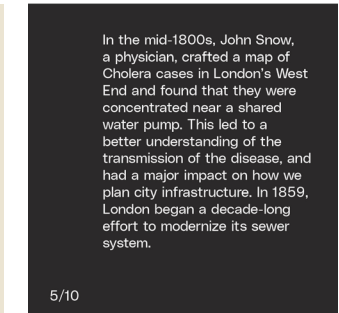 In the mid-1800s, John Snow,
a physician, crafted a map of
Cholera cases in London's West
End and found that they were
concentrated near a shared
water pump. This led to a
better understanding of the
transmission of the disease, and
had a major impact on how we
plan city infrastructure. In 1859,
London began a decade-long
effort to modernize its sewer
system.
5/10